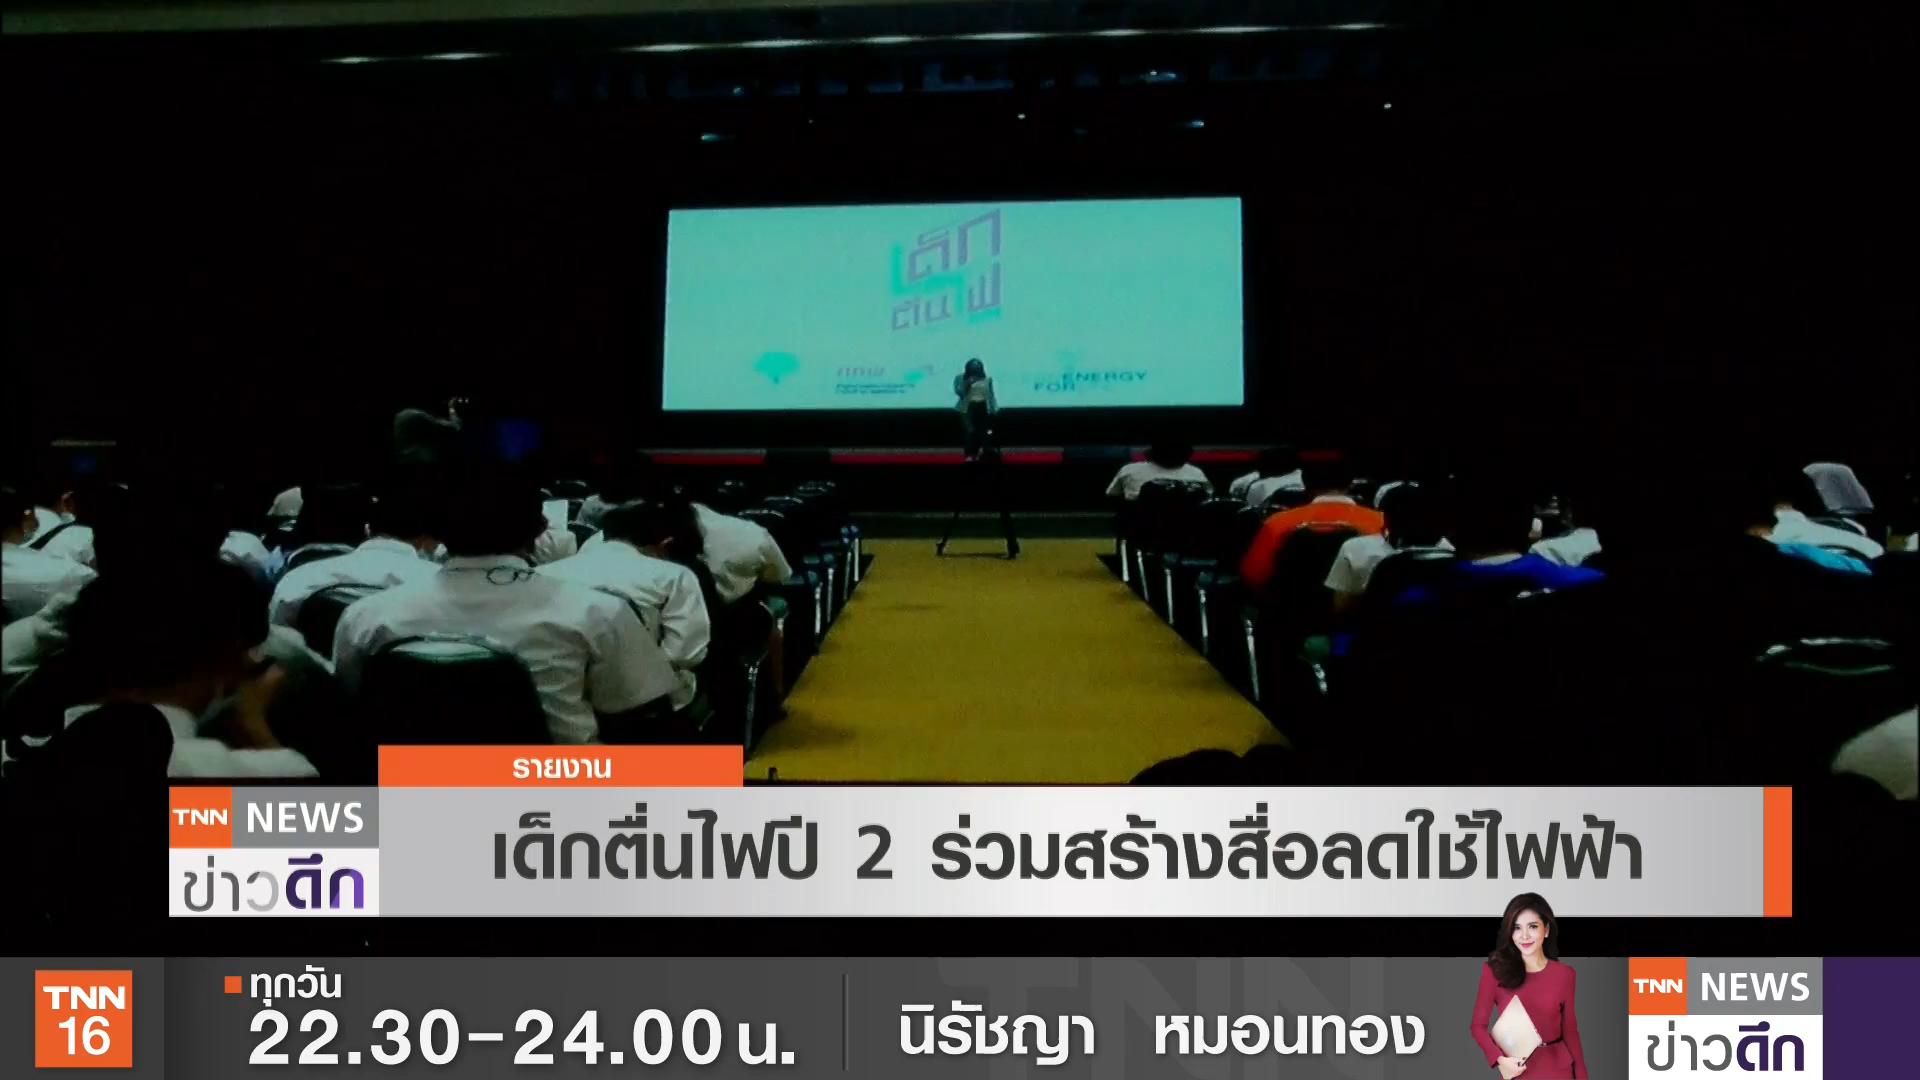 เด็ก
ตื่นไฟ
กกพ
ENERGY
FOR
รายงาน
TNN NEWS
ข่าวดึก
เด็กตื่นไฟปี 2 ร่วมสร้างสื่อลดใช้ไฟฟ้า
TNN
16
ทุกวัน
22.30-24.00 น.
นิรัชญา หมอนทอง
TNN NEWS
ข่าวดึก